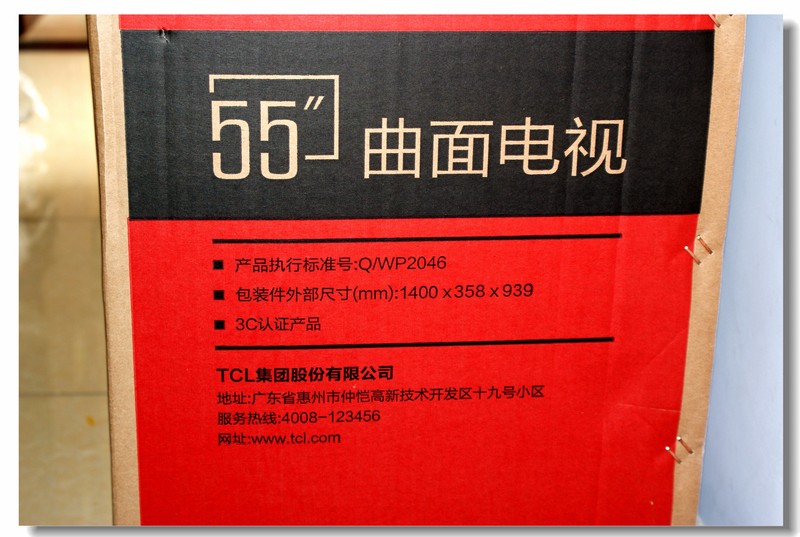 55" 曲面电视
■ 产品执行标准号:Q/WP2046
■ 包装件外部尺寸(mm):1400 x 358 x 939
■ 3C认证产品
TCL集团股份有限公司
地址:广东省惠州市仲恺高新技术开发区十九号小区
服务热线:4008-123456
网址:www.tcl.com